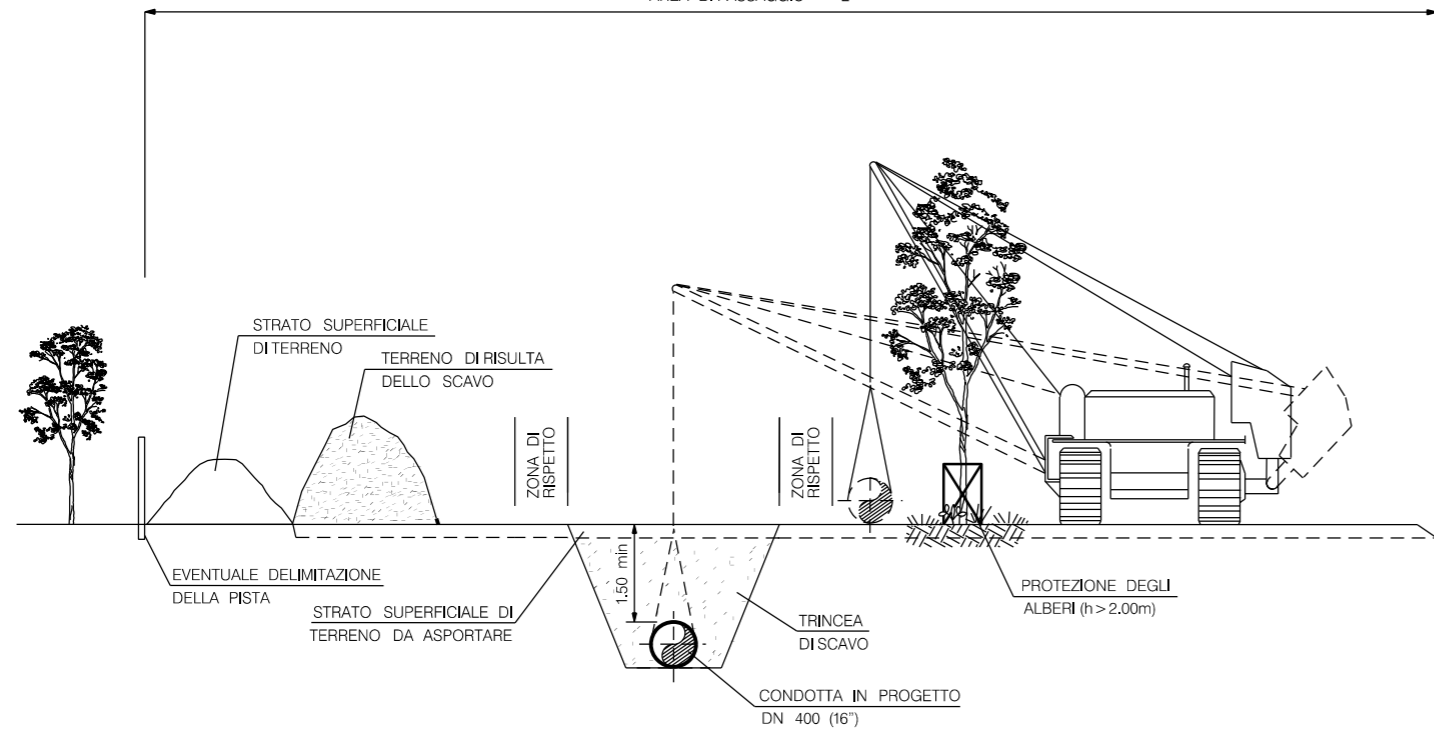 STRATO SUPERFICIALE
DI TERRENO
TERRENO DI RISULTA
DELLO SCAVO
ZONA DI
RISPETTO
ZONA DI
RISPETTO
EVENTUALE DELIMITAZIONE
DELLA PISTA
STRATO SUPERFICIALE DI
TERRENO DA ASPORTARE
1.50 min
TRINCEA
DI SCAVO
PROTEZIONE DEGLI
ALBERI (h > 2.00m)
CONDOTTA IN PROGETTO
DN 400 (16")